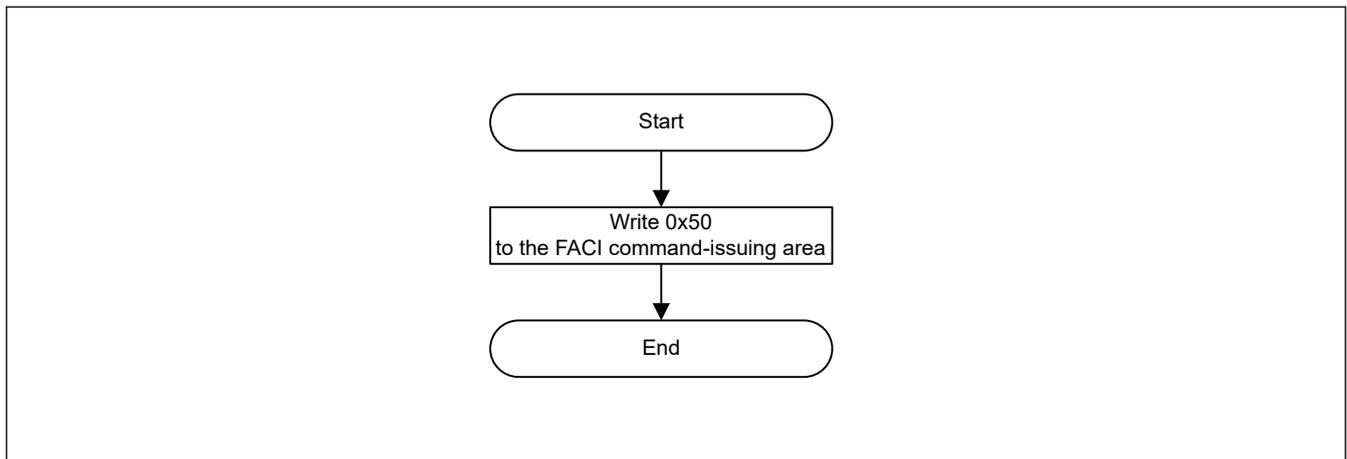 Start
Write 0x50
to the FACI command-issuing area
End